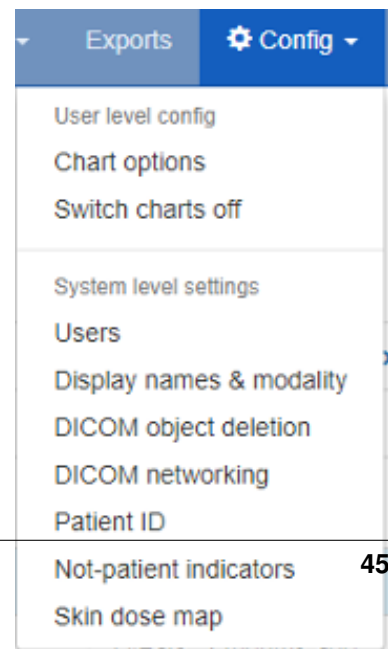 Exports Config
User level config
Chart options
Switch charts off
System level settings
Users
Display names & modality
DICOM object deletion
DICOM networking
Patient ID
Not-patient indicators 45
Skin dose map